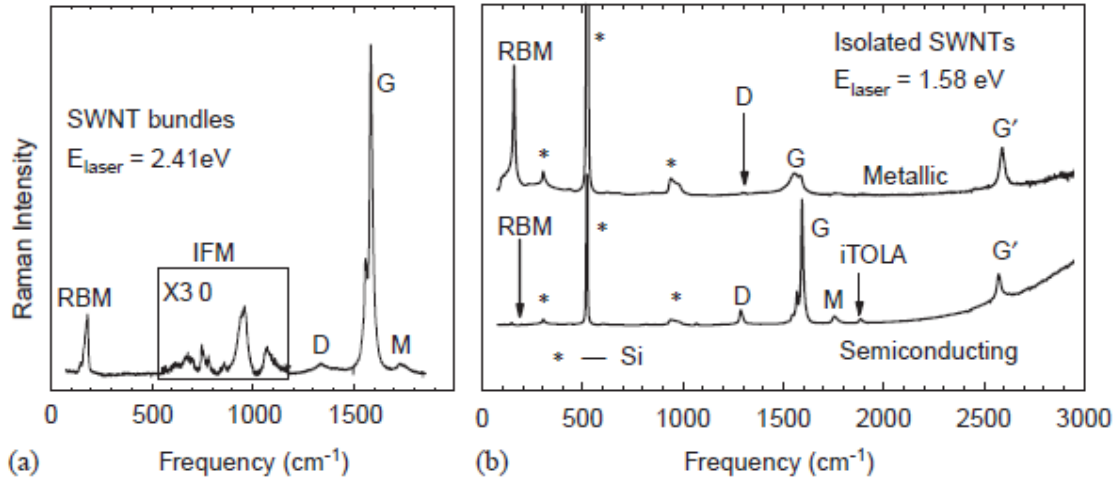 SWNT bundles
E_laser = 2.41eV
G
IFM
X3 0
RBM
D
M
Raman Intensity
0 500 1000 1500
(a) Frequency (cm⁻¹)
RBM
*
Isolated SWNTs
E_laser = 1.58 eV
D
G'
*
*
G
Metallic
RBM
*
G
iTOLA
G'
*
*
D
M
* — Si
Semiconducting
0 500 1000 1500 2000 2500 3000
(b) Frequency (cm⁻¹)